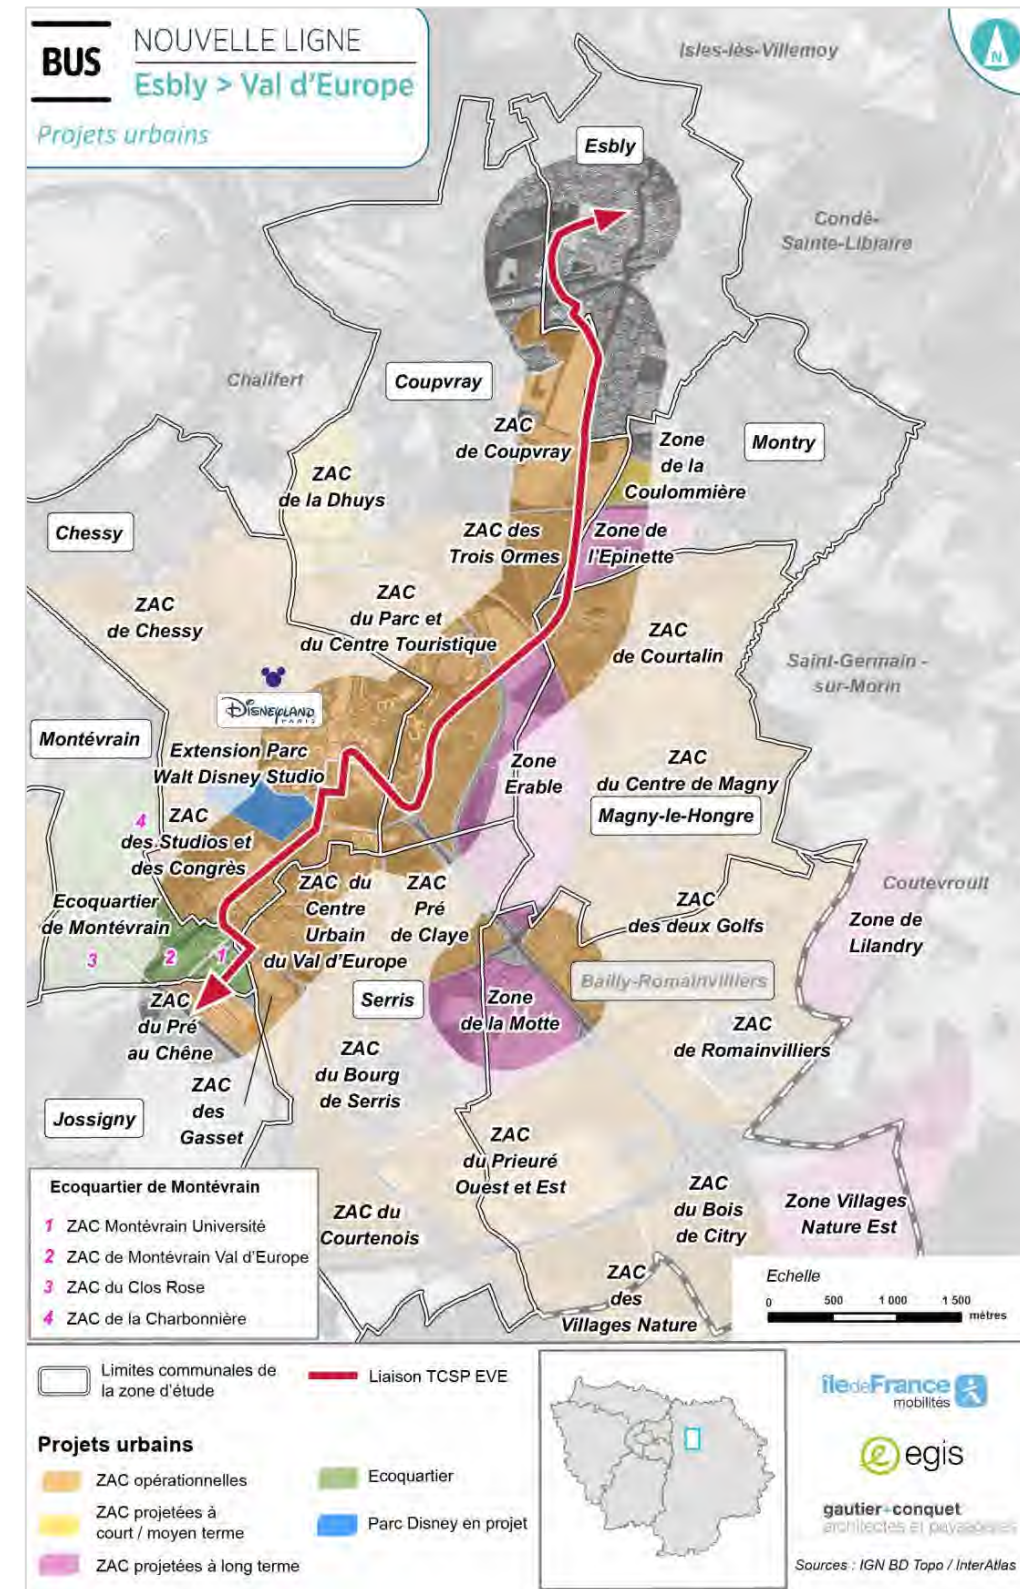 BUS
NOUVELLE LIGNE
Esbly > Val d'Europe
Projets urbains
N
Isles-lès-Villemoy
Esbly
Condé-
Sainte-Libiaire
Chalifert
Coupvray
ZAC
de Coupvray
Zone
de la
Coulommière
Montry
ZAC
de la Dhuys
Chessy
ZAC des
Trois Ormes
Zone de
l'Epinette
ZAC
de Chessy
ZAC
du Parc et
du Centre Touristique
ZAC
de Courtalin
Saint-Germain -
sur-Morin
DISNEYLAND
PARIS
Montévrain
Extension Parc
Walt Disney Studio
Zone
Erable
ZAC
du Centre de Magny
Magny-le-Hongre
4
ZAC
des Studios et
des Congrès
Ecoquartier
de Montévrain
3
2
1
ZAC du
Centre
Urbain
du Val d'Europe
ZAC
Pré
de Claye
ZAC
des deux Golfs
Coutevroult
Zone de
Lilandry
Bailly-Romainvilliers
Serris
Zone
de la Motte
ZAC
du Pré
au Chêne
ZAC
de Romainvilliers
ZAC
du Bourg
de Serris
ZAC
des
Gasset
Jossigny
ZAC
du Prieuré
Ouest et Est
ZAC
du Bois
de Citry
Zone Villages
Nature Est
ZAC du
Courtenois
ZAC
des
Villages Nature
Ecoquartier de Montévrain
1 ZAC Montévrain Université
2 ZAC de Montévrain Val d'Europe
3 ZAC du Clos Rose
4 ZAC de la Charbonnière
Echelle
0 500 1 000 1 500
mètres
Limites communales de
la zone d'étude
Liaison TCSP EVE
Projets urbains
ZAC opérationnelles
ZAC projetées à
court / moyen terme
ZAC projetées à long terme
Ecoquartier
Parc Disney en projet
îledeFrance
mobilités
egis
gautier+conquet
architectes et paysagistes
Sources : IGN BD Topo / InterAtlas